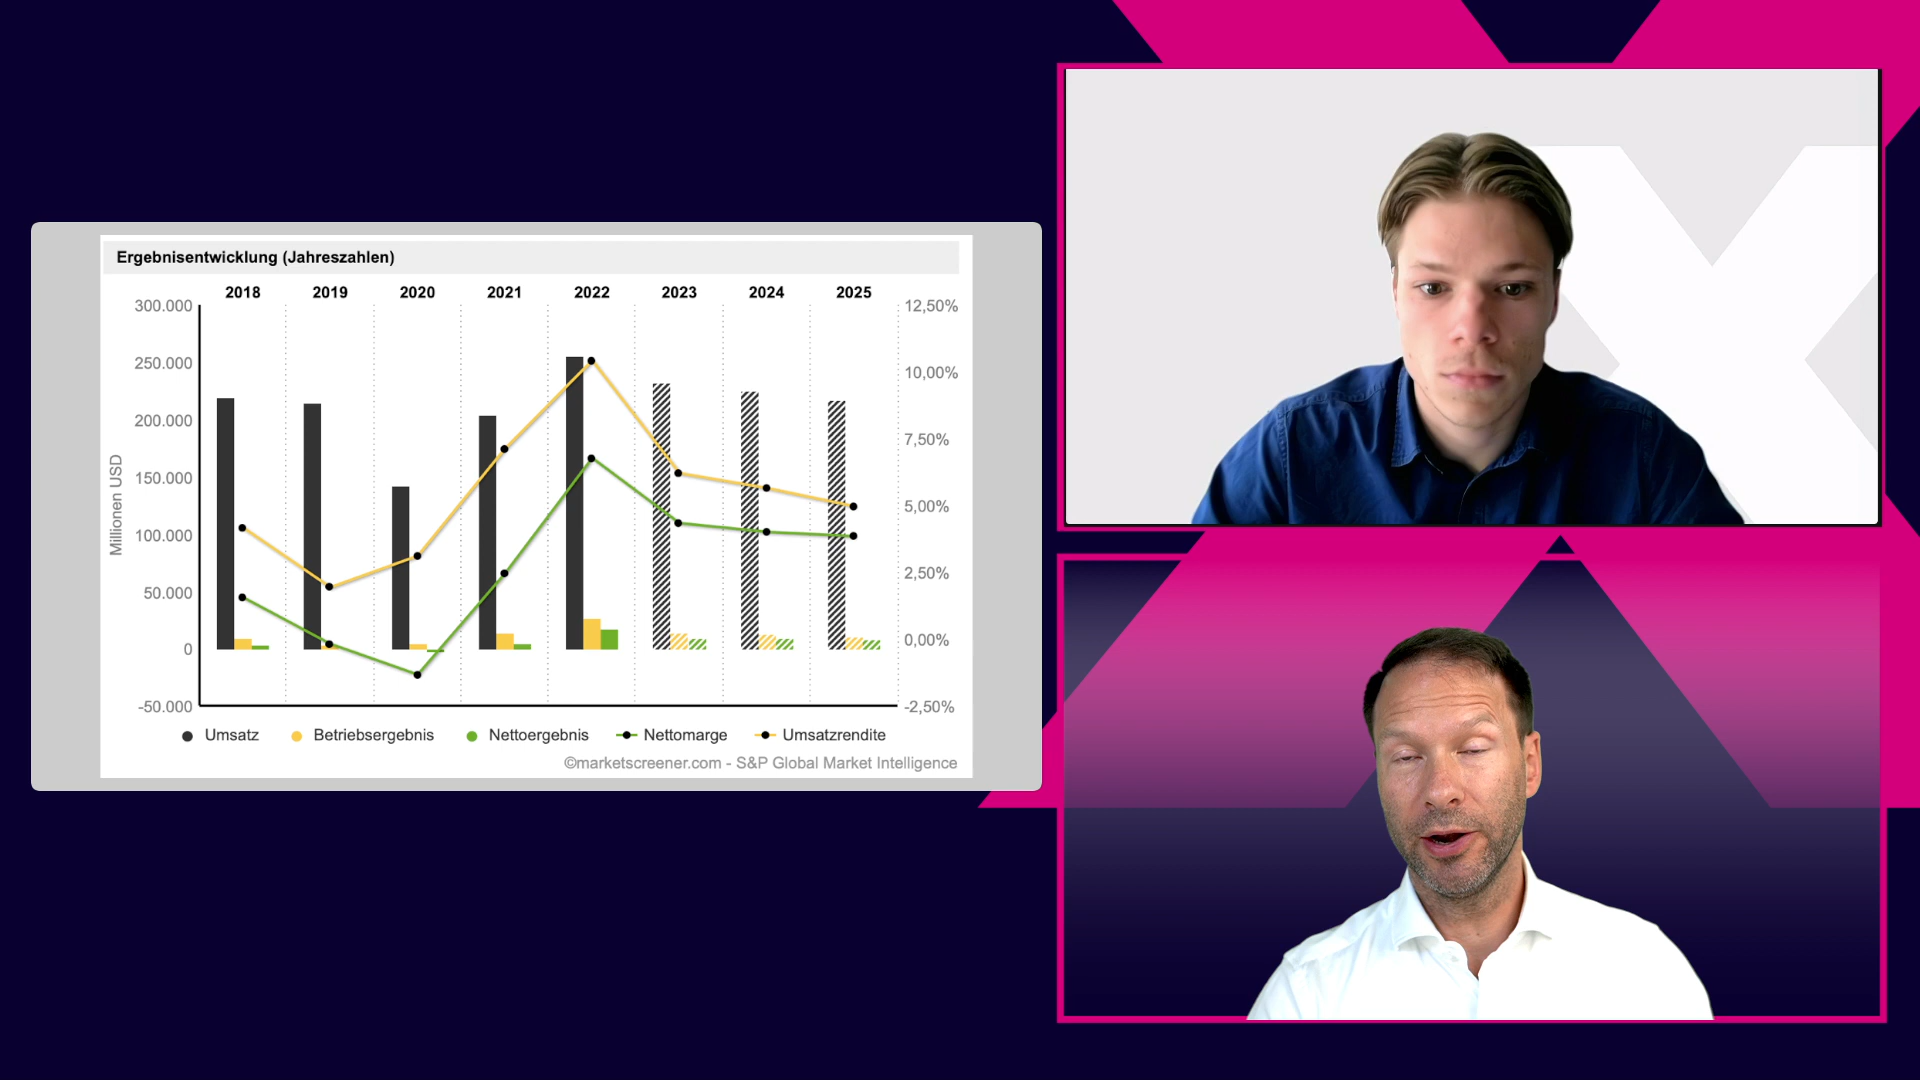 Ergebnisentwicklung (Jahreszahlen)
2018 2019 2020 2021 2022 2023 2024 2025
300.000 12,50%
250.000 10,00%
200.000 7,50%
150.000 5,00%
100.000 2,50%
50.000 0,00%
0 -2,50%
-50.000
Millionen USD
Umsatz Betriebsergebnis Nettoergebnis Nettomarge Umsatzrendite
©marketscreener.com - S&P Global Market Intelligence